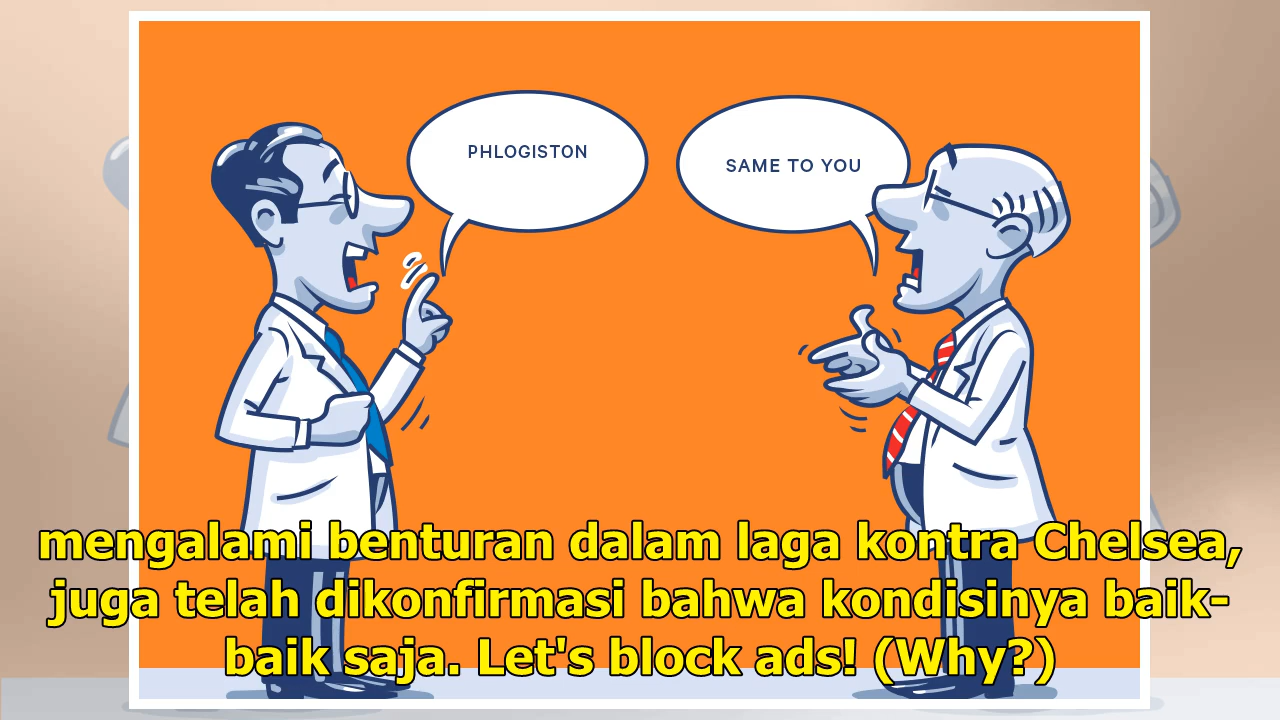 PHLOGISTON
SAME TO YOU
mengalami benturan dalam laga kontra Chelsea,
juga telah dikonfirmasi bahwa kondisinya baik-
baik saja. Let's block ads! (Why?)